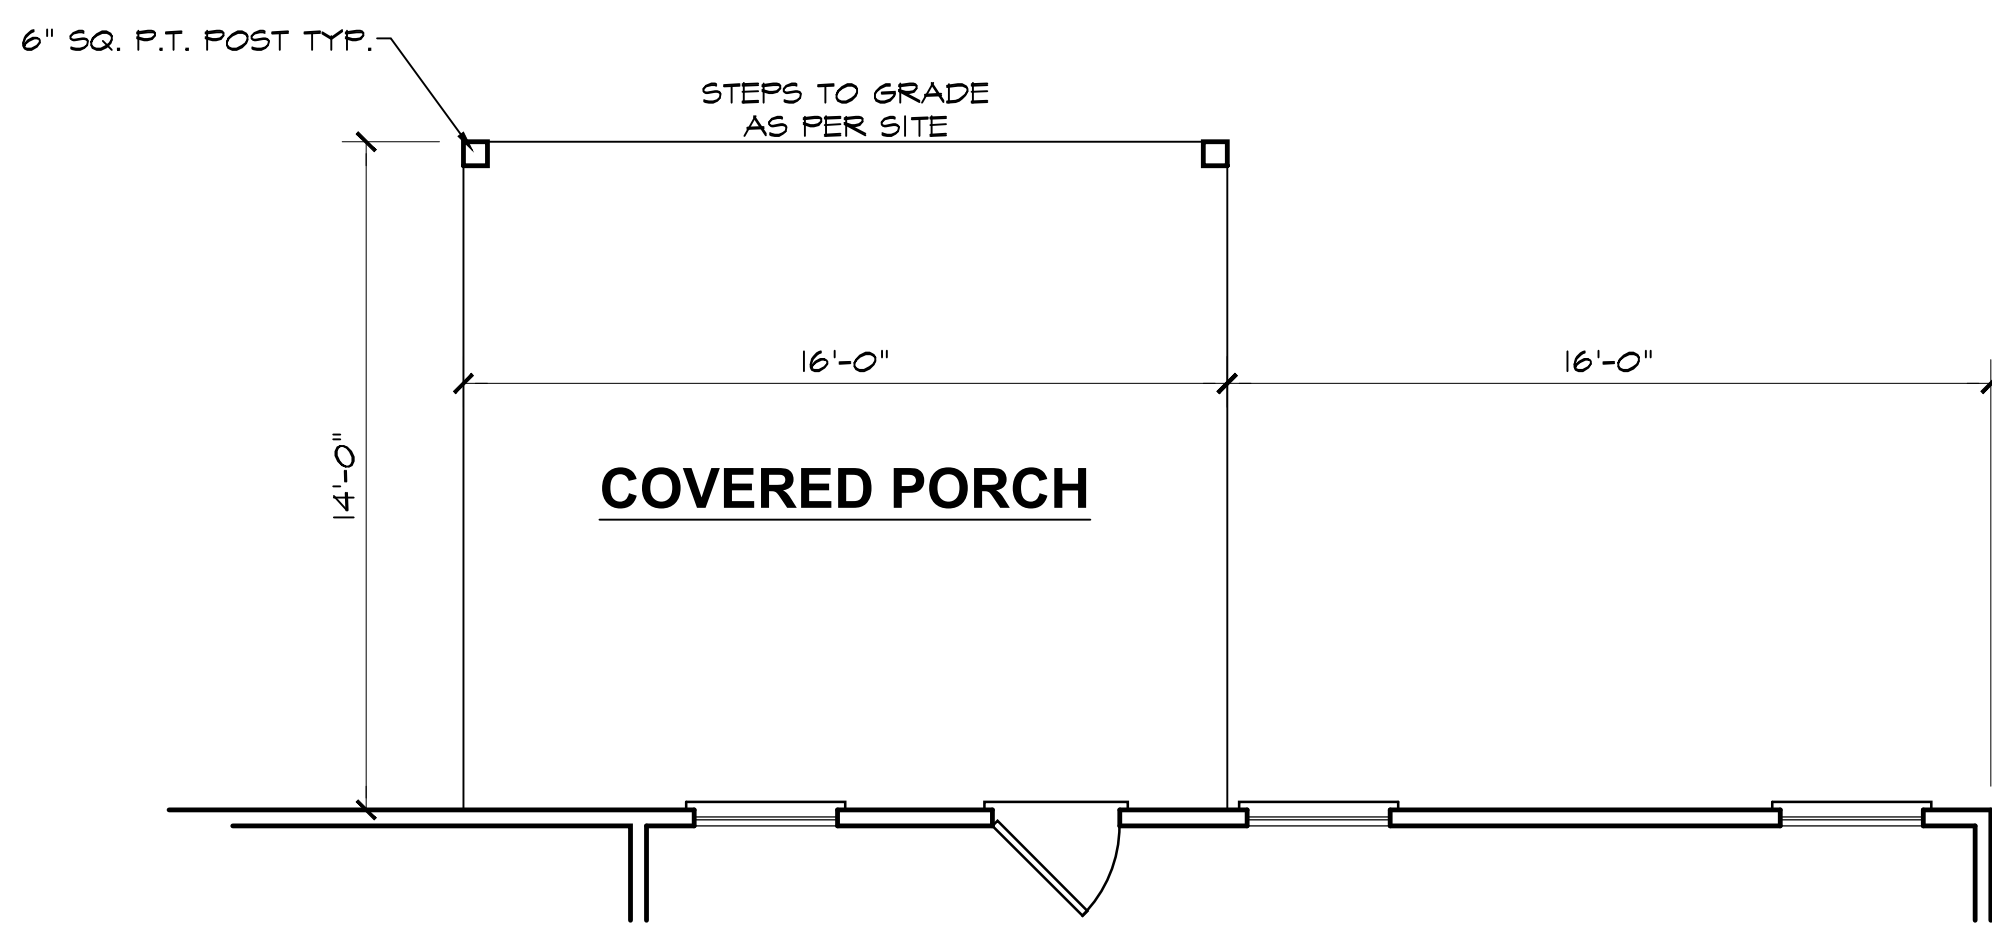 6" SQ. P.T. POST TYP.
STEPS TO GRADE
AS PER SITE
16'-0"
16'-0"
14'-0"
COVERED PORCH